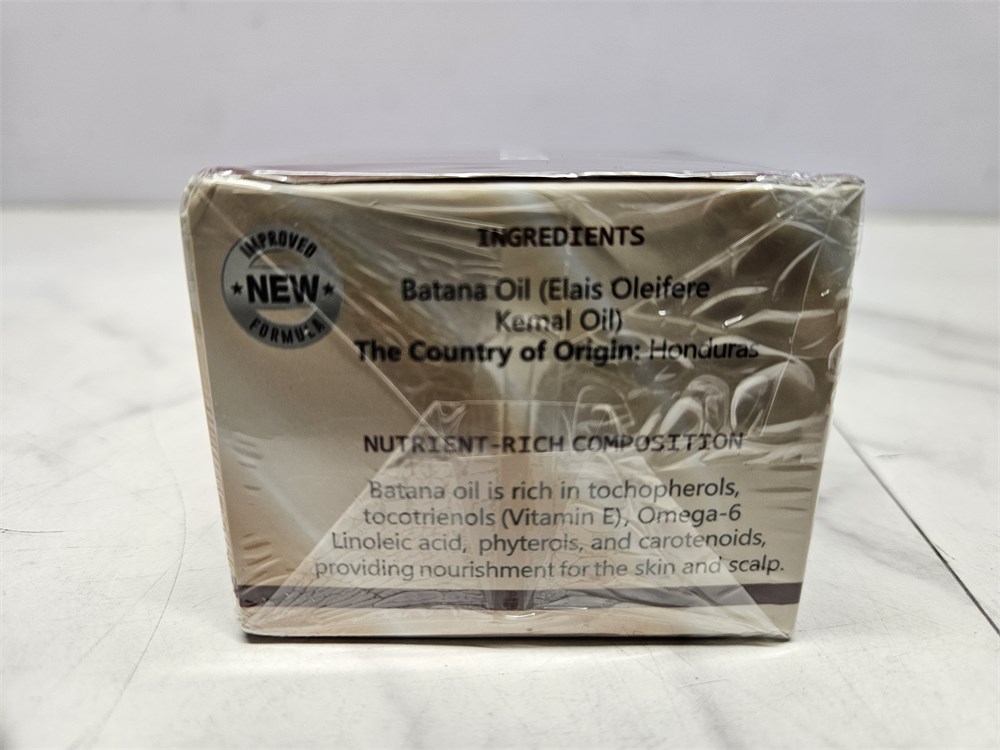 IMPROVED
NEW
FORMULA
INGREDIENTS
Batana Oil (Elais Oleifere
Kemal Oil)
The Country of Origin: Honduras
NUTRIENT-RICH COMPOSITION
Batana oil is rich in tochopherols,
tocotrienols (Vitamin E), Omega-6
Linoleic acid, phyterois, and carotenoids,
providing nourishment for the skin and scalp.